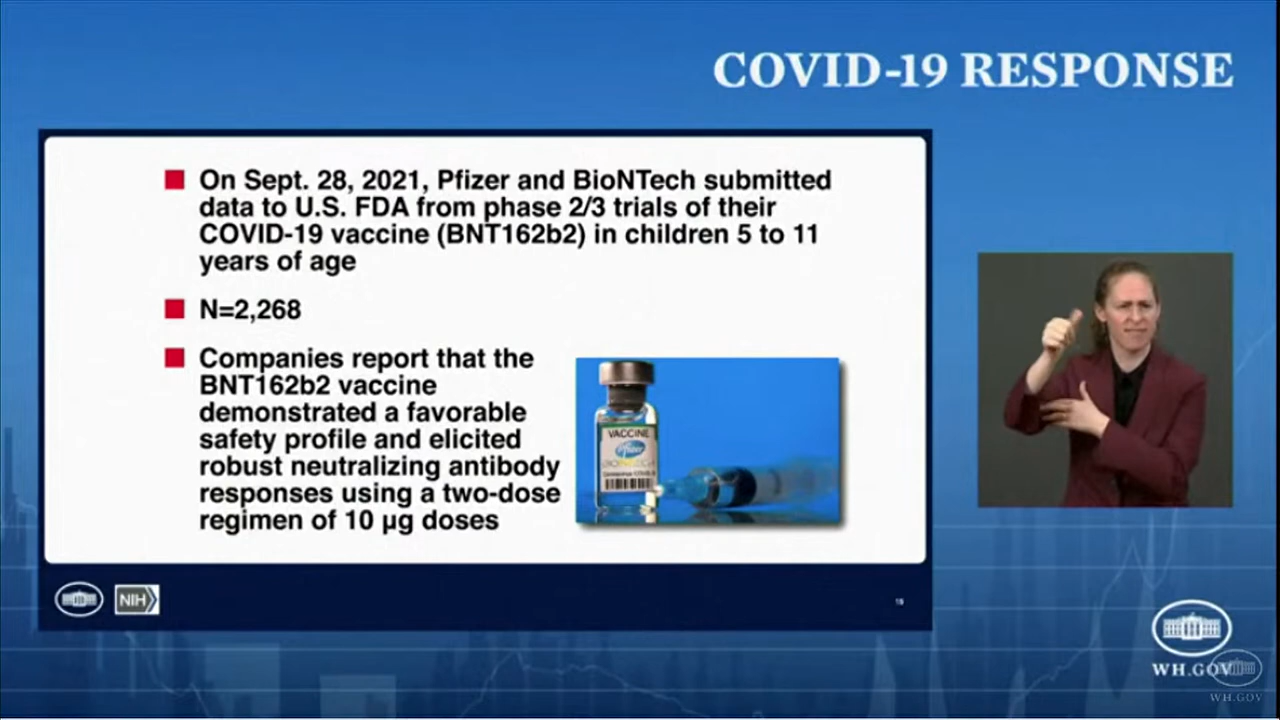 COVID-19 RESPONSE
On Sept. 28, 2021, Pfizer and BioNTech submitted
data to U.S. FDA from phase 2/3 trials of their
COVID-19 vaccine (BNT162b2) in children 5 to 11
years of age
N=2,268
Companies report that the
BNT162b2 vaccine
demonstrated a favorable
safety profile and elicited
robust neutralizing antibody
responses using a two-dose
regimen of 10 µg doses
VACCINE
Pfizer
NIH
WH.GOV
WH.GOV